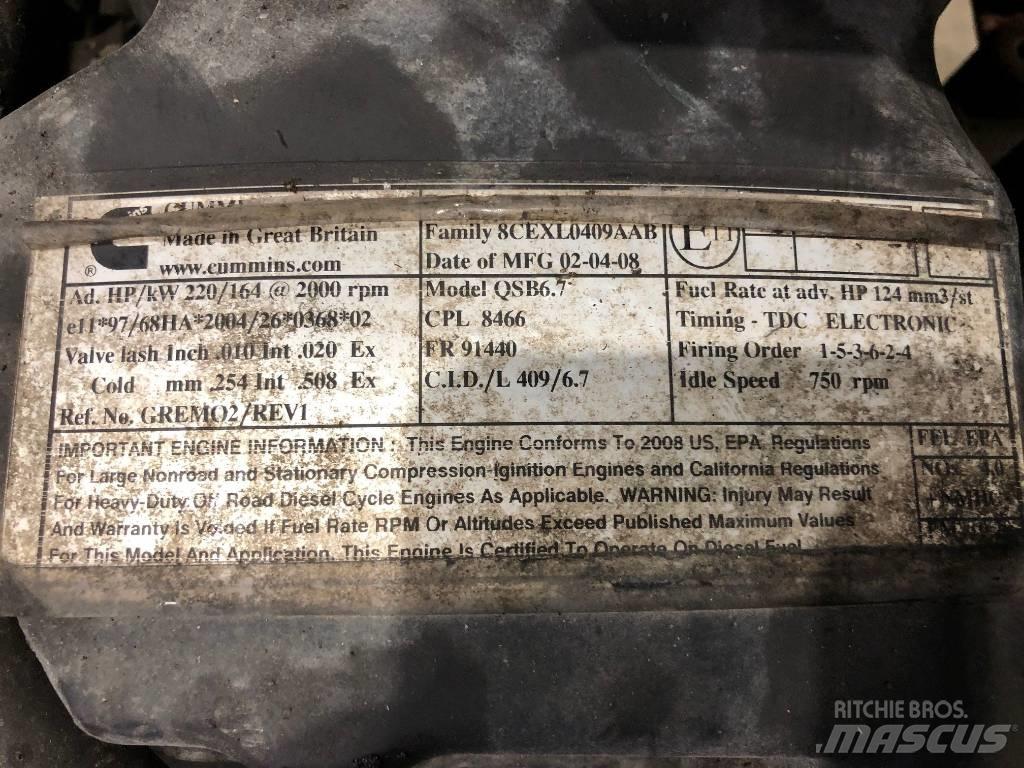 CUMMINS
Made in Great Britain
®
www.cummins.com
Family 8CEXL0409AAB
Date of MFG 02-04-08
E11
Ad. HP/kW 220/164 @ 2000 rpm
e11*97/68HA*2004/26*0368*02
Valve lash Inch .010 Int .020 Ex
Cold mm .254 Int .508 Ex
Ref. No. GREMO2/REV1
Model QSB6.7
CPL 8466
FR 91440
C.I.D./L 409/6.7
Fuel Rate at adv. HP 124 mm3/st
Timing - TDC ELECTRONIC
Firing Order 1-5-3-6-2-4
Idle Speed 750 rpm
IMPORTANT ENGINE INFORMATION : This Engine Conforms To 2008 US, EPA Regulations
For Large Nonroad and Stationary Compression-Iginition Engines and California Regulations
For Heavy-Duty Of, Road Diesel Cycle Engines As Applicable. WARNING: Injury May Result
And Warranty Is Voided If Fuel Rate RPM Or Altitudes Exceed Published Maximum Values
For This Model And Application. This Engine Is Certified To Operate On Diesel Fuel
FEL EPA
NOx 4.0
+NMHC
RITCHIE BROS.
MASCUS